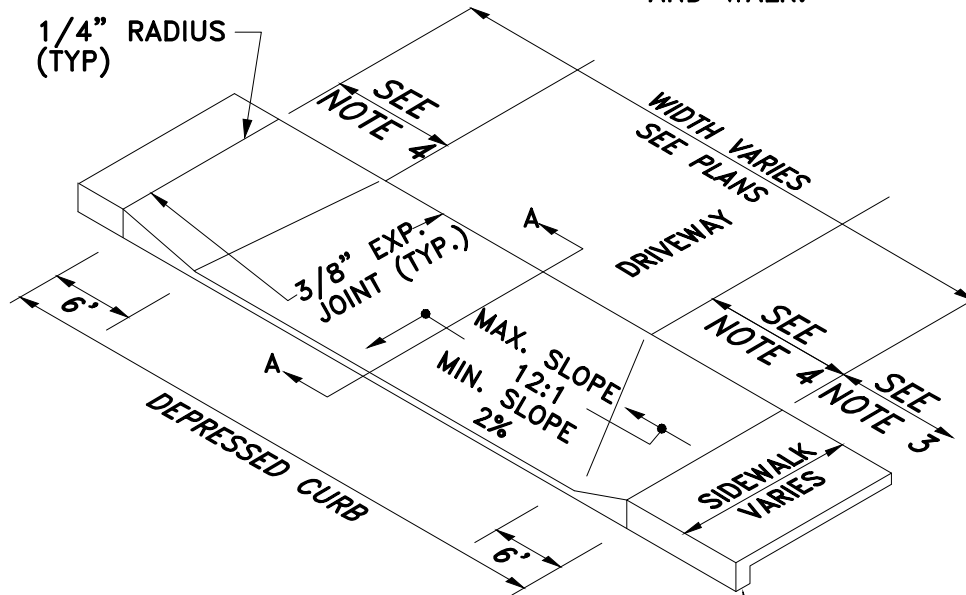 AND WALK.
1/4" RADIUS
(TYP)
SEE
NOTE 4
WIDTH VARIES
SEE PLANS
DRIVEWAY
A
3/8" EXP.
JOINT (TYP.)
A
6'
MAX. SLOPE
12:1
MIN. SLOPE
2%
SEE
NOTE 4
SEE
NOTE 3
DEPRESSED CURB
SIDEWALK
VARIES
6'